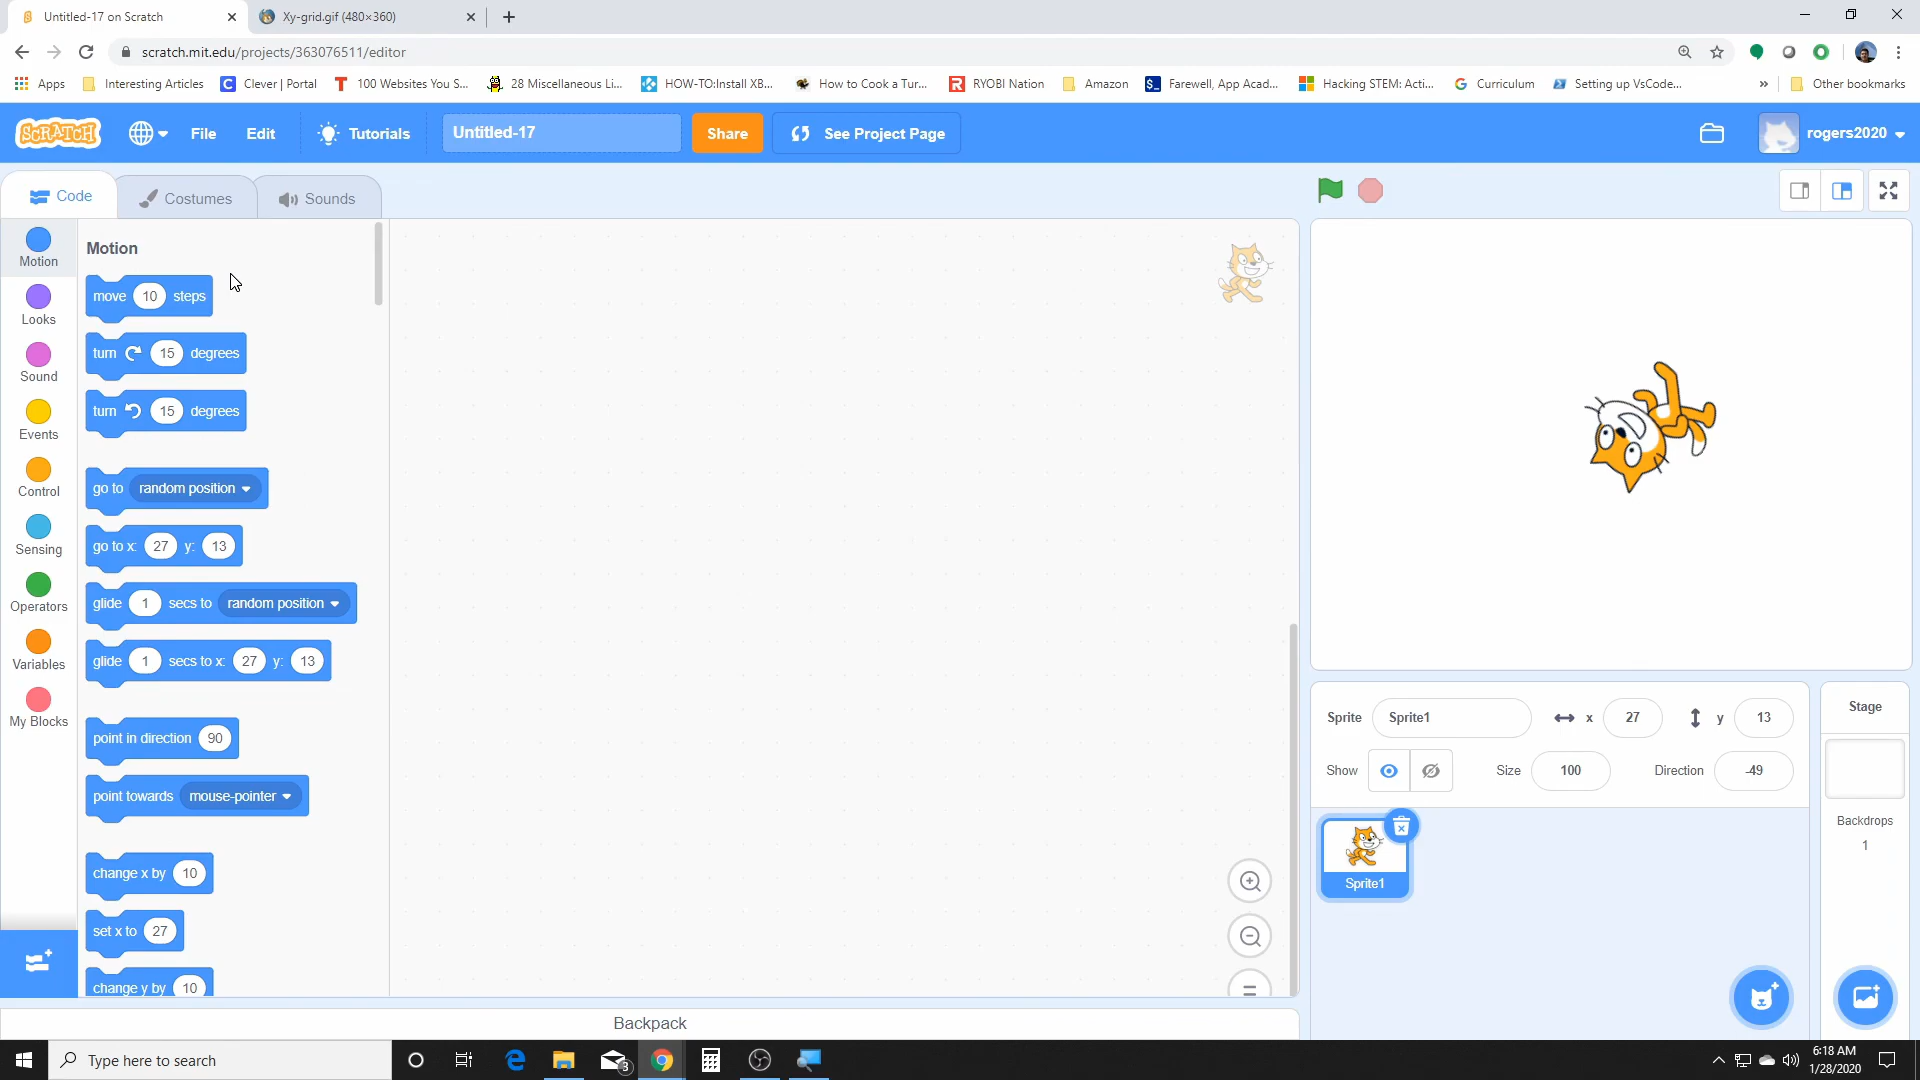 Untitled-17 on Scratch
Xy-grid.gif (480×360)
scratch.mit.edu/projects/363076511/editor
Apps
Interesting Articles
Clever | Portal
100 Websites You S...
28 Miscellaneous Li...
HOW-TO:Install XB...
How to Cook a Tur...
RYOBI Nation
Amazon
Farewell, App Acad...
Hacking STEM: Acti...
Curriculum
Setting up VsCode...
»
Other bookmarks
SCRATCH
File
Edit
Tutorials
Untitled-17
Share
See Project Page
rogers2020
Code
Costumes
Sounds
Motion
Looks
Sound
Events
Control
Sensing
Operators
Variables
My Blocks
Motion
move 10 steps
turn 15 degrees
turn 15 degrees
go to random position
go to x: 27 y: 13
glide 1 secs to random position
glide 1 secs to x: 27 y: 13
point in direction 90
point towards mouse-pointer
change x by 10
set x to 27
change y by 10
Backpack
Sprite Sprite1 x 27 y 13
Show Size 100 Direction -49
Sprite1
Stage
Backdrops
1
Type here to search
3
6:18 AM
1/28/2020